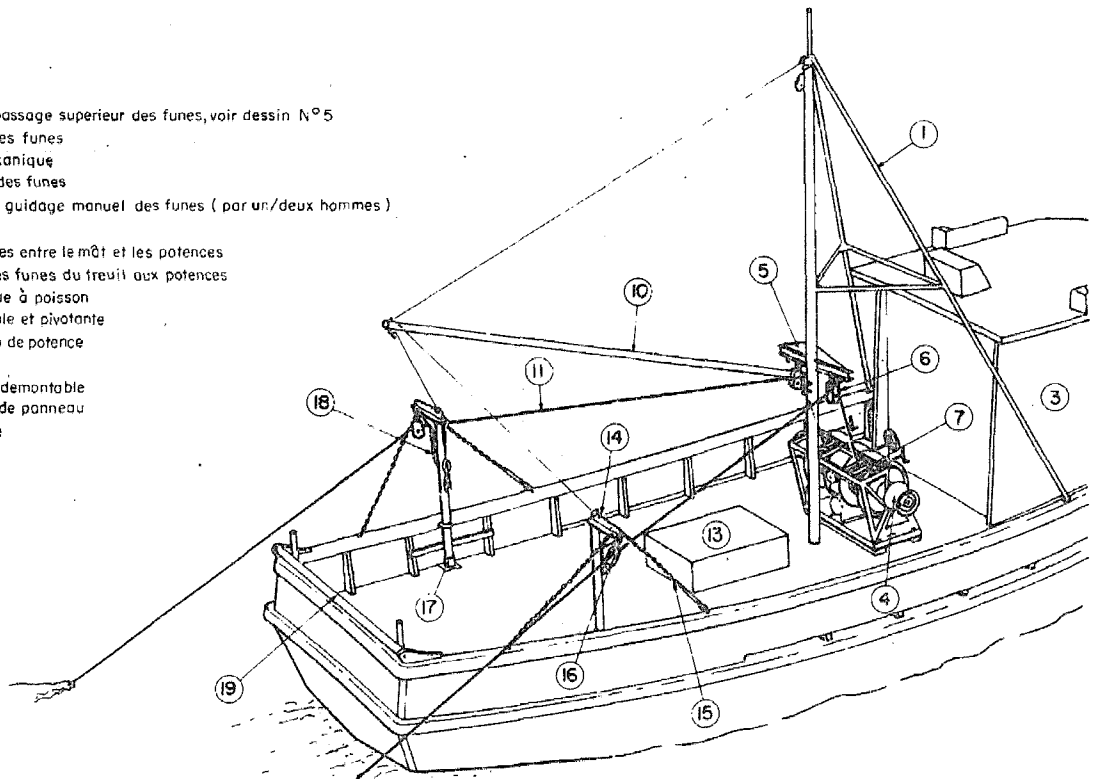 passage superieur des funes, voir dessin N° 5
es funes
anique
des funes
guidage manuel des funes (par un/deux hommes)
es entre le mât et les potences
es funes du treuil aux potences
e à poisson
le et pivotante
de potence
demontable
de panneau
1
5
10
3
6
11
7
18
14
13
17
4
16
19
15